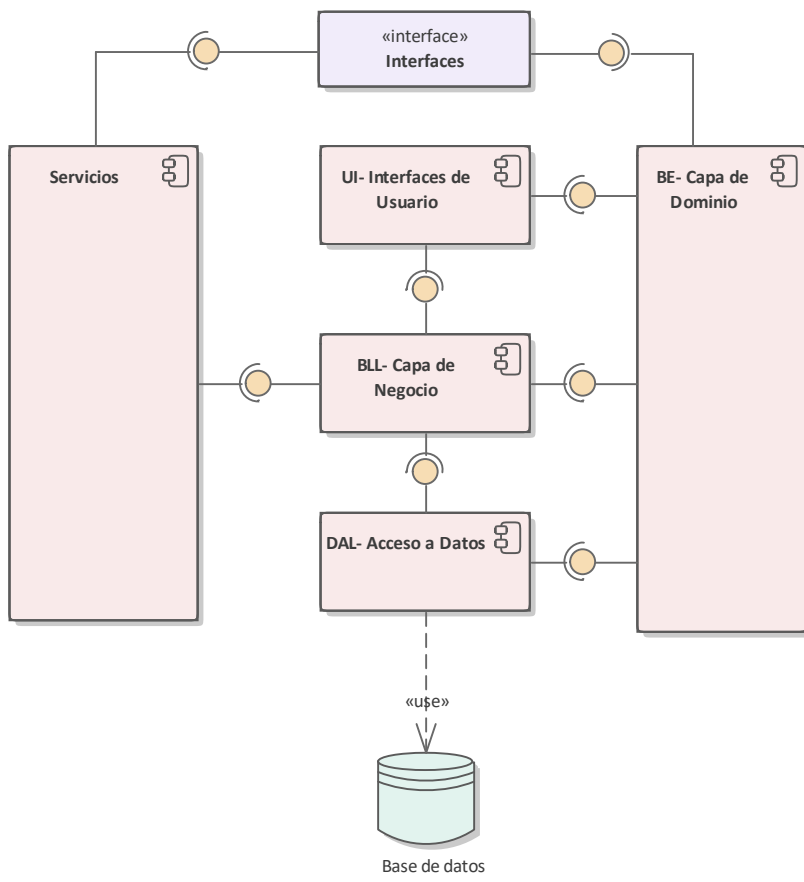 «interface»
Interfaces
Servicios
UI- Interfaces de
Usuario
BE- Capa de
Dominio
BLL- Capa de
Negocio
DAL- Acceso a Datos
«use»
Base de datos